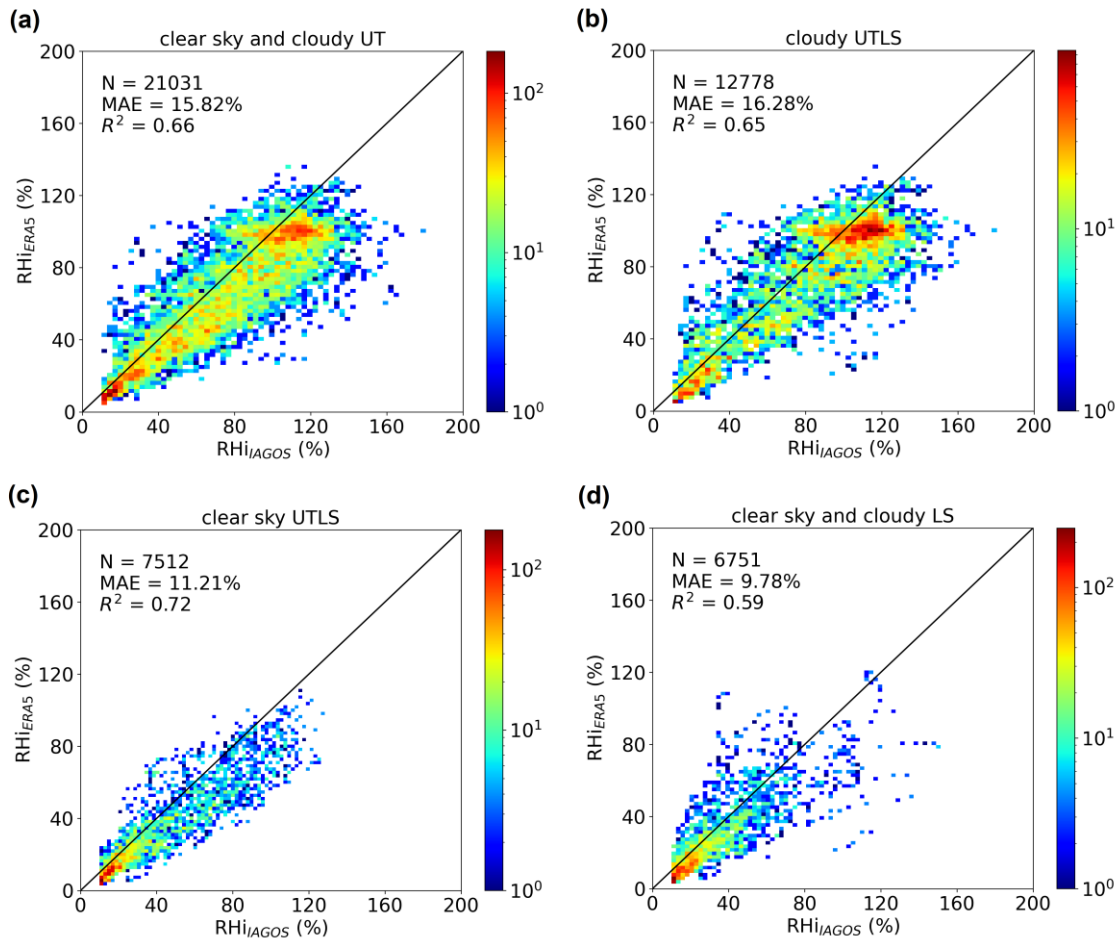 (a)
clear sky and cloudy UT
200
160
120
80
40
0
RHi_ERA5 (%)
N = 21031
MAE = 15.82%
R² = 0.66
0 40 80 120 160 200
RHi_IAGOS (%)
10²
10¹
10⁰
(b)
cloudy UTLS
200
160
120
80
40
0
RHi_ERA5 (%)
N = 12778
MAE = 16.28%
R² = 0.65
0 40 80 120 160 200
RHi_IAGOS (%)
10¹
10⁰
(c)
clear sky UTLS
200
160
120
80
40
0
RHi_ERA5 (%)
N = 7512
MAE = 11.21%
R² = 0.72
0 40 80 120 160 200
RHi_IAGOS (%)
10²
10¹
10⁰
(d)
clear sky and cloudy LS
200
160
120
80
40
0
RHi_ERA5 (%)
N = 6751
MAE = 9.78%
R² = 0.59
0 40 80 120 160 200
RHi_IAGOS (%)
10²
10¹
10⁰